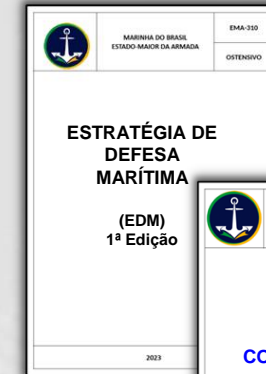 MARINHA DO BRASIL
ESTADO-MAIOR DA ARMADA
EMA-310
OSTENSIVO
ESTRATÉGIA DE
DEFESA
MARÍTIMA
(EDM)
1ª Edição
2023
CO